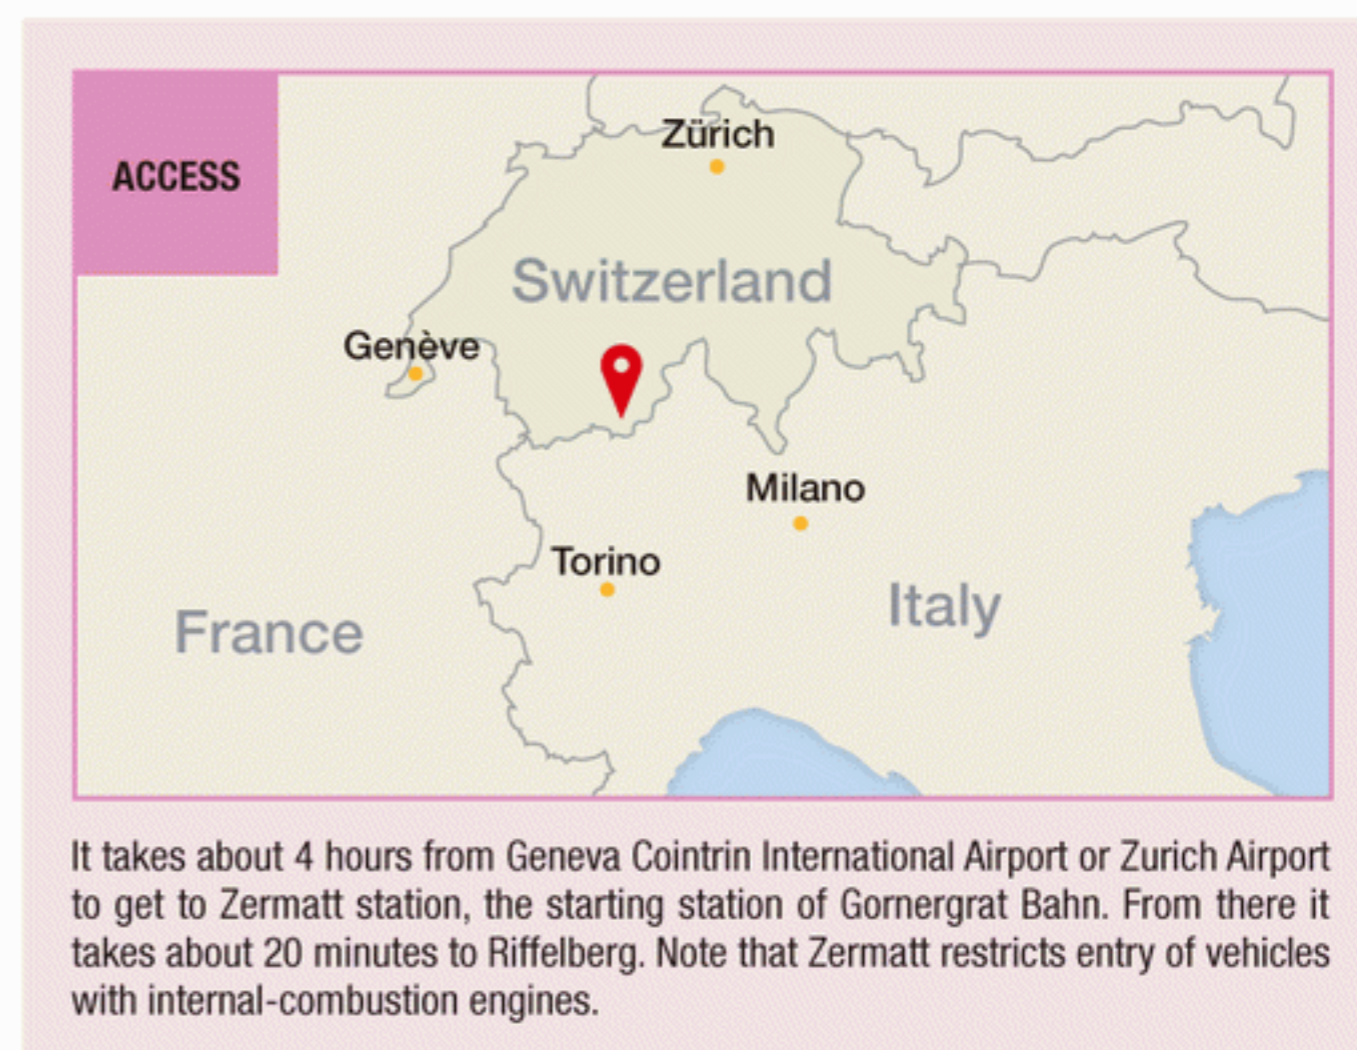 ACCESS
Zürich
Switzerland
Genève
Milano
Torino
Italy
France
It takes about 4 hours from Geneva Cointrin International Airport or Zurich Airport
to get to Zermatt station, the starting station of Gornergrat Bahn. From there it
takes about 20 minutes to Riffelberg. Note that Zermatt restricts entry of vehicles
with internal-combustion engines.